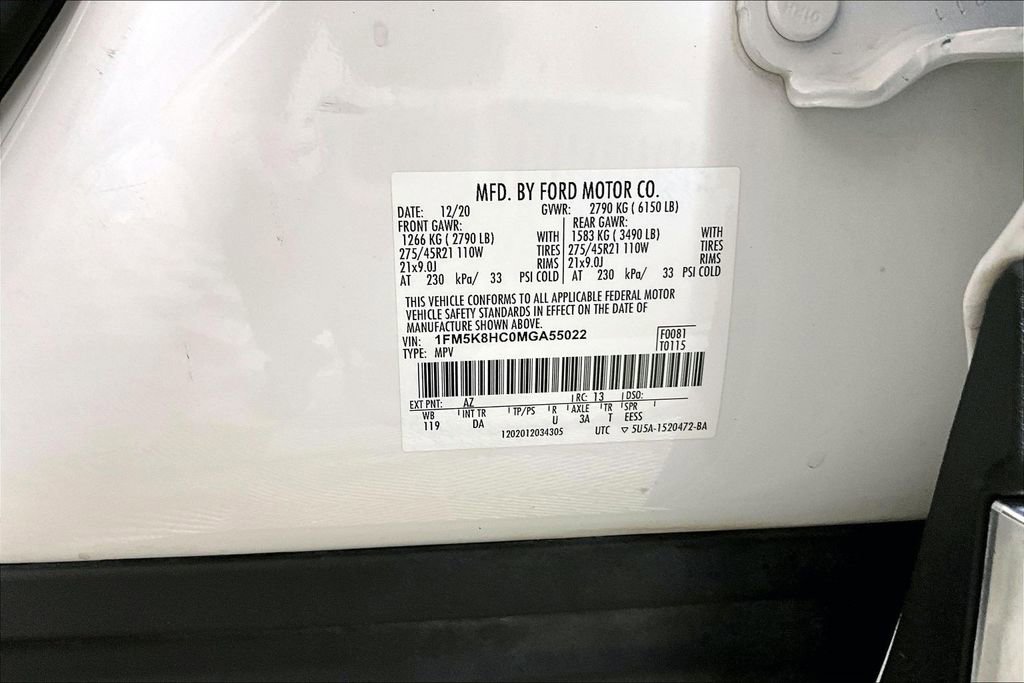 MFD. BY FORD MOTOR CO.
DATE: 12/20 GVWR: 2790 KG ( 6150 LB)
FRONT GAWR: REAR GAWR:
1266 KG ( 2790 LB) WITH 1583 KG ( 3490 LB) WITH
275/45R21 110W TIRES 275/45R21 110W TIRES
21x9.0J RIMS 21x9.0J RIMS
AT 230 kPa/ 33 PSI COLD AT 230 kPa/ 33 PSI COLD
THIS VEHICLE CONFORMS TO ALL APPLICABLE FEDERAL MOTOR
VEHICLE SAFETY STANDARDS IN EFFECT ON THE DATE OF
MANUFACTURE SHOWN ABOVE.
VIN: 1FM5K8HC0MGA55022 F0081
TYPE: MPV T0115
EXT PNT: AZ RC: 13 DSO:
WB INT TR TP/PS R AXLE TR SPR
119 DA U 3A T EESS
1202012034305 UTC ▽ 5U5A-1520472-BA